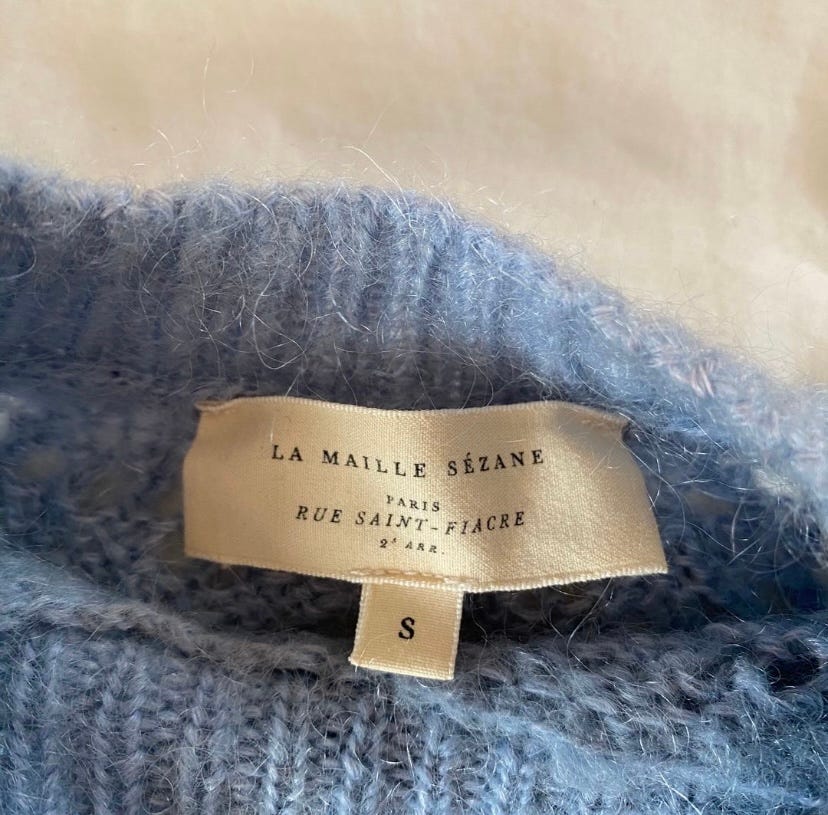 LA MAILLE SÉZANE
PARIS
RUE SAINT-FIACRE
2ᵉ ARR.
S